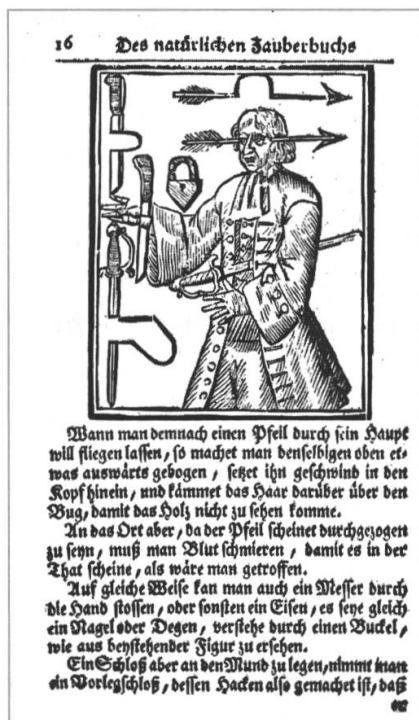 16 Des natürlichen Zauberbuchs
Wann man demnach einen Pfeil durch sein Haupt
will fliegen lassen / so machet man denselbigen oben et-
was auswärts gebogen / setzet ihn geschwind in den
Kopf hinein / und kämmet das Haar darüber über den
Bug, damit das Holz nicht zu sehen komme.
An das Ort aber / da der Pfeil scheinet durchgezogen
zu seyn / muß man Blut schmieren / damit es in der
That scheine / als wäre man getroffen.
Auf gleiche Weise kan man auch ein Messer durch
die Hand stossen / oder sonsten ein Eisen / es seye gleich
ein Nagel oder Degen / verstehe durch einen Buckel /
wie aus beystehender Figur zu ersehen.
Ein Schloß aber an den Mund zu legen / nimmt man
ein Vorlegschloß / dessen Hacken also gemachet ist / daß
er